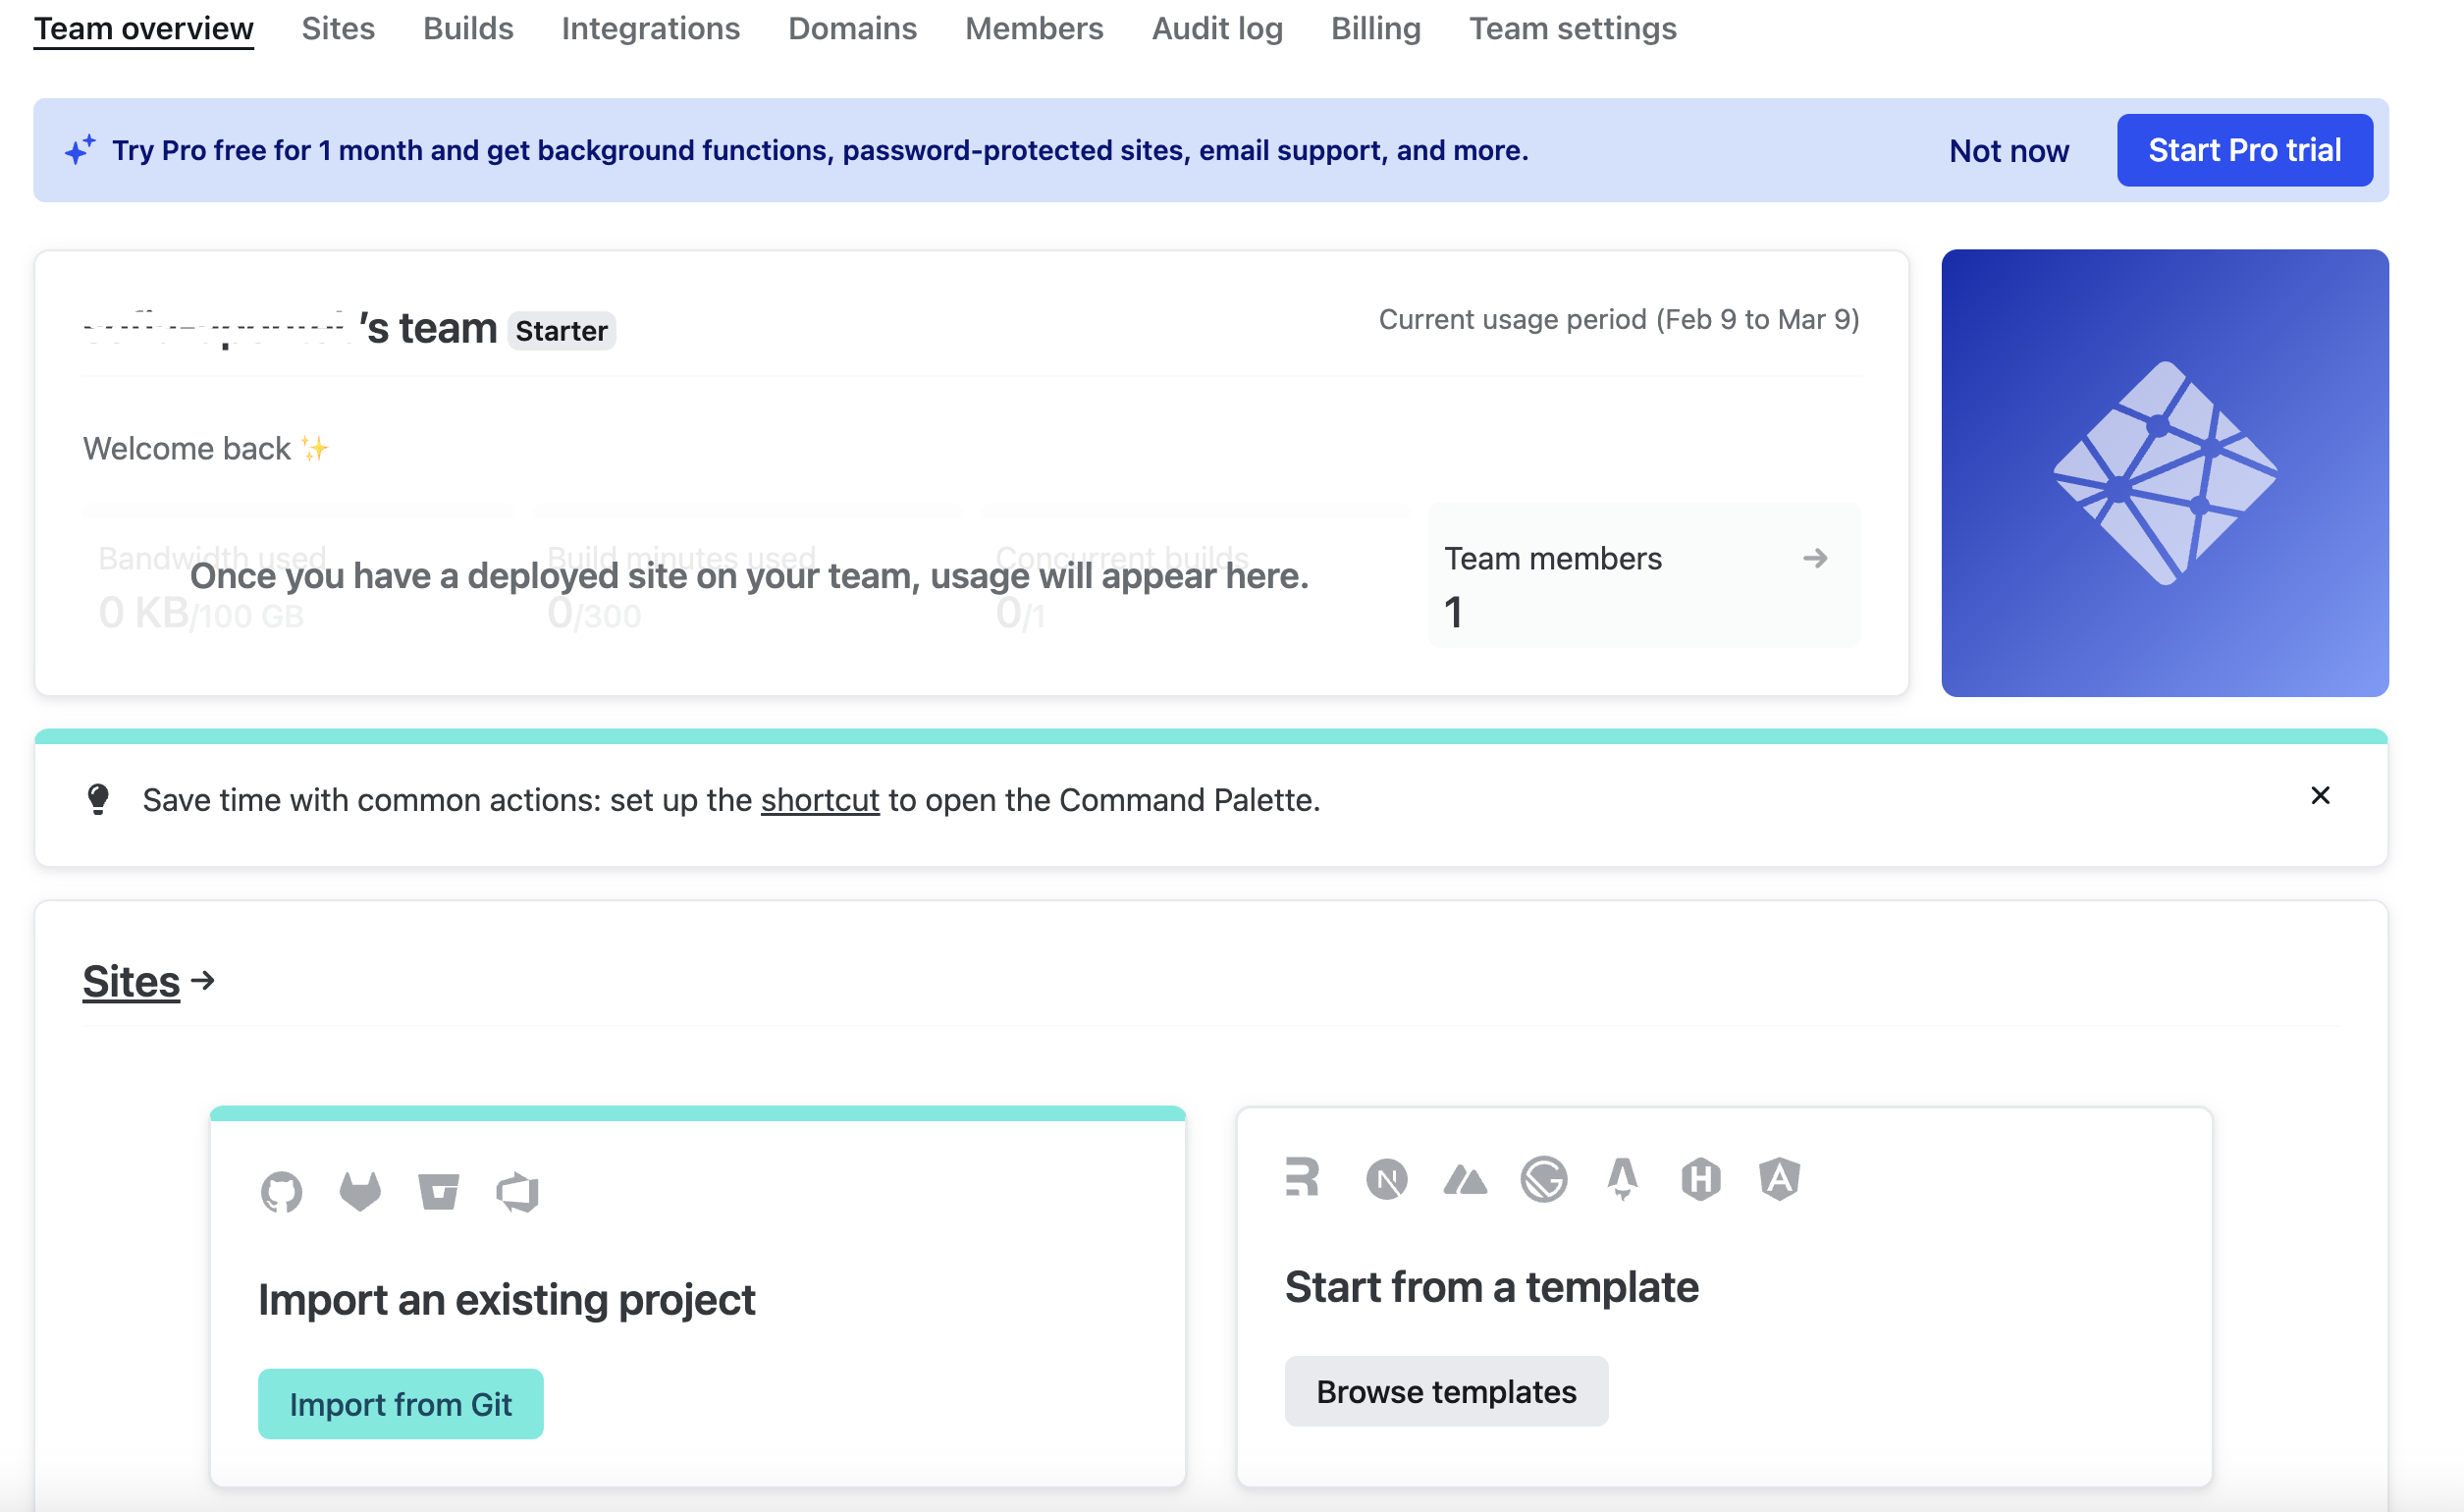 Team overview Sites Builds Integrations Domains Members Audit log Billing Team settings
Try Pro free for 1 month and get background functions, password-protected sites, email support, and more.
Not now
Start Pro trial
's team Starter
Current usage period (Feb 9 to Mar 9)
Welcome back ✨
Bandwidth used
0 KB/100 GB
Build minutes used
0/300
Concurrent builds
0/1
Once you have a deployed site on your team, usage will appear here.
Team members →
1
Save time with common actions: set up the shortcut to open the Command Palette.
Sites →
Import an existing project
Import from Git
Start from a template
Browse templates